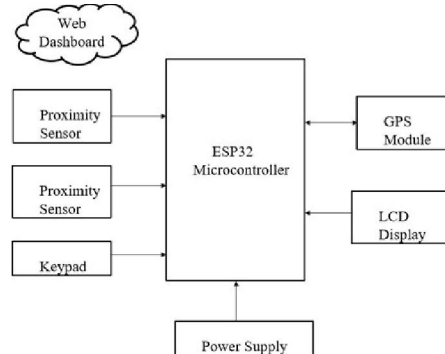 Web
Dashboard
Proximity
Sensor
ESP32
Microcontroller
GPS
Module
Proximity
Sensor
LCD
Display
Keypad
Power Supply